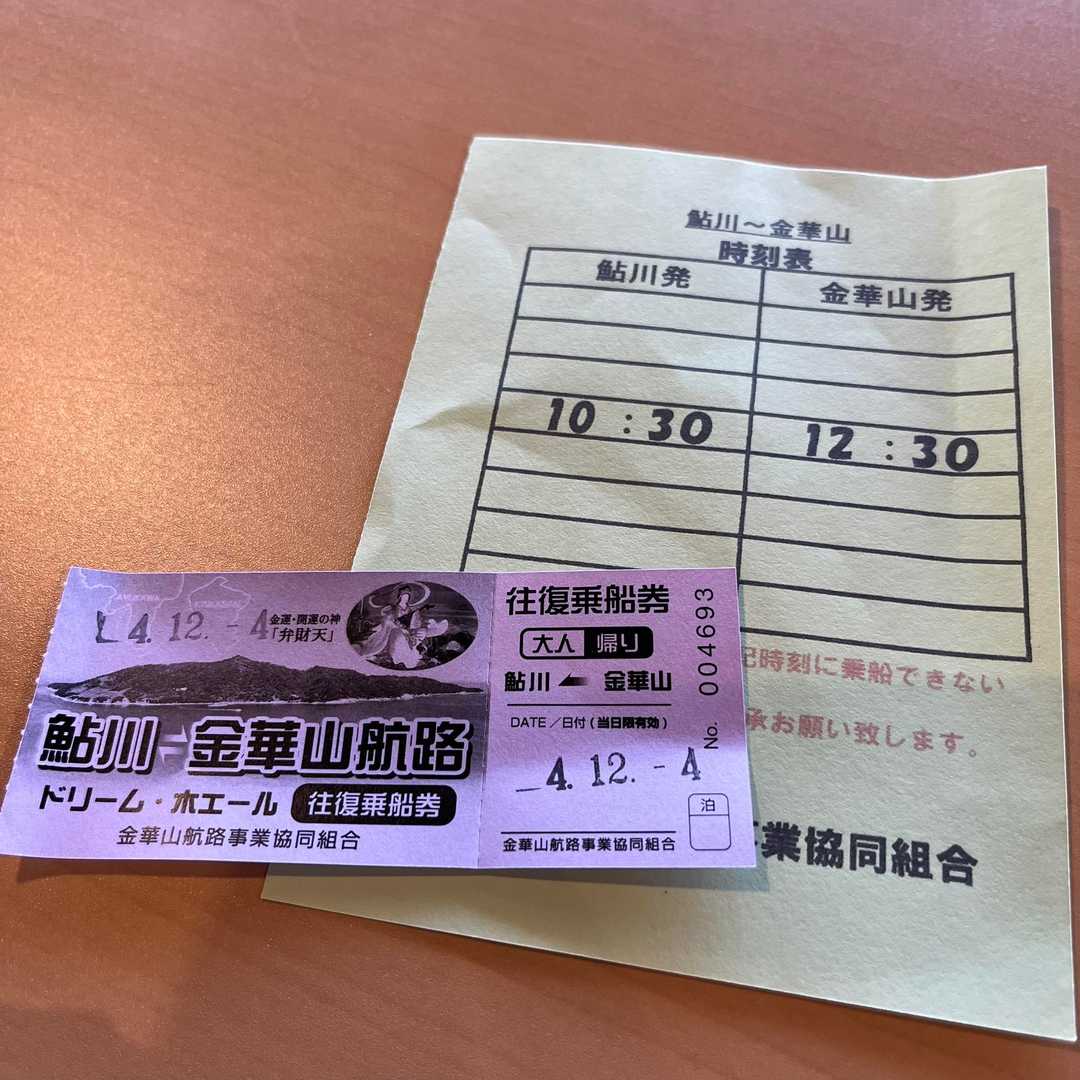 鮎川～金華山
時刻表
鮎川発 金華山発
10:30 12:30
記時刻に乗船できない
承お願い致します。
事業協同組合
4.12.-4
金運・開運の神
「弁財天」
鮎川 金華山航路
ドリーム・ホエール 往復乗船券
金華山航路事業協同組合
往復乗船券
大人 帰り
鮎川 金華山
DATE/日付(当日限有効)
4.12.-4
泊
金華山航路事業協同組合
No. 004693